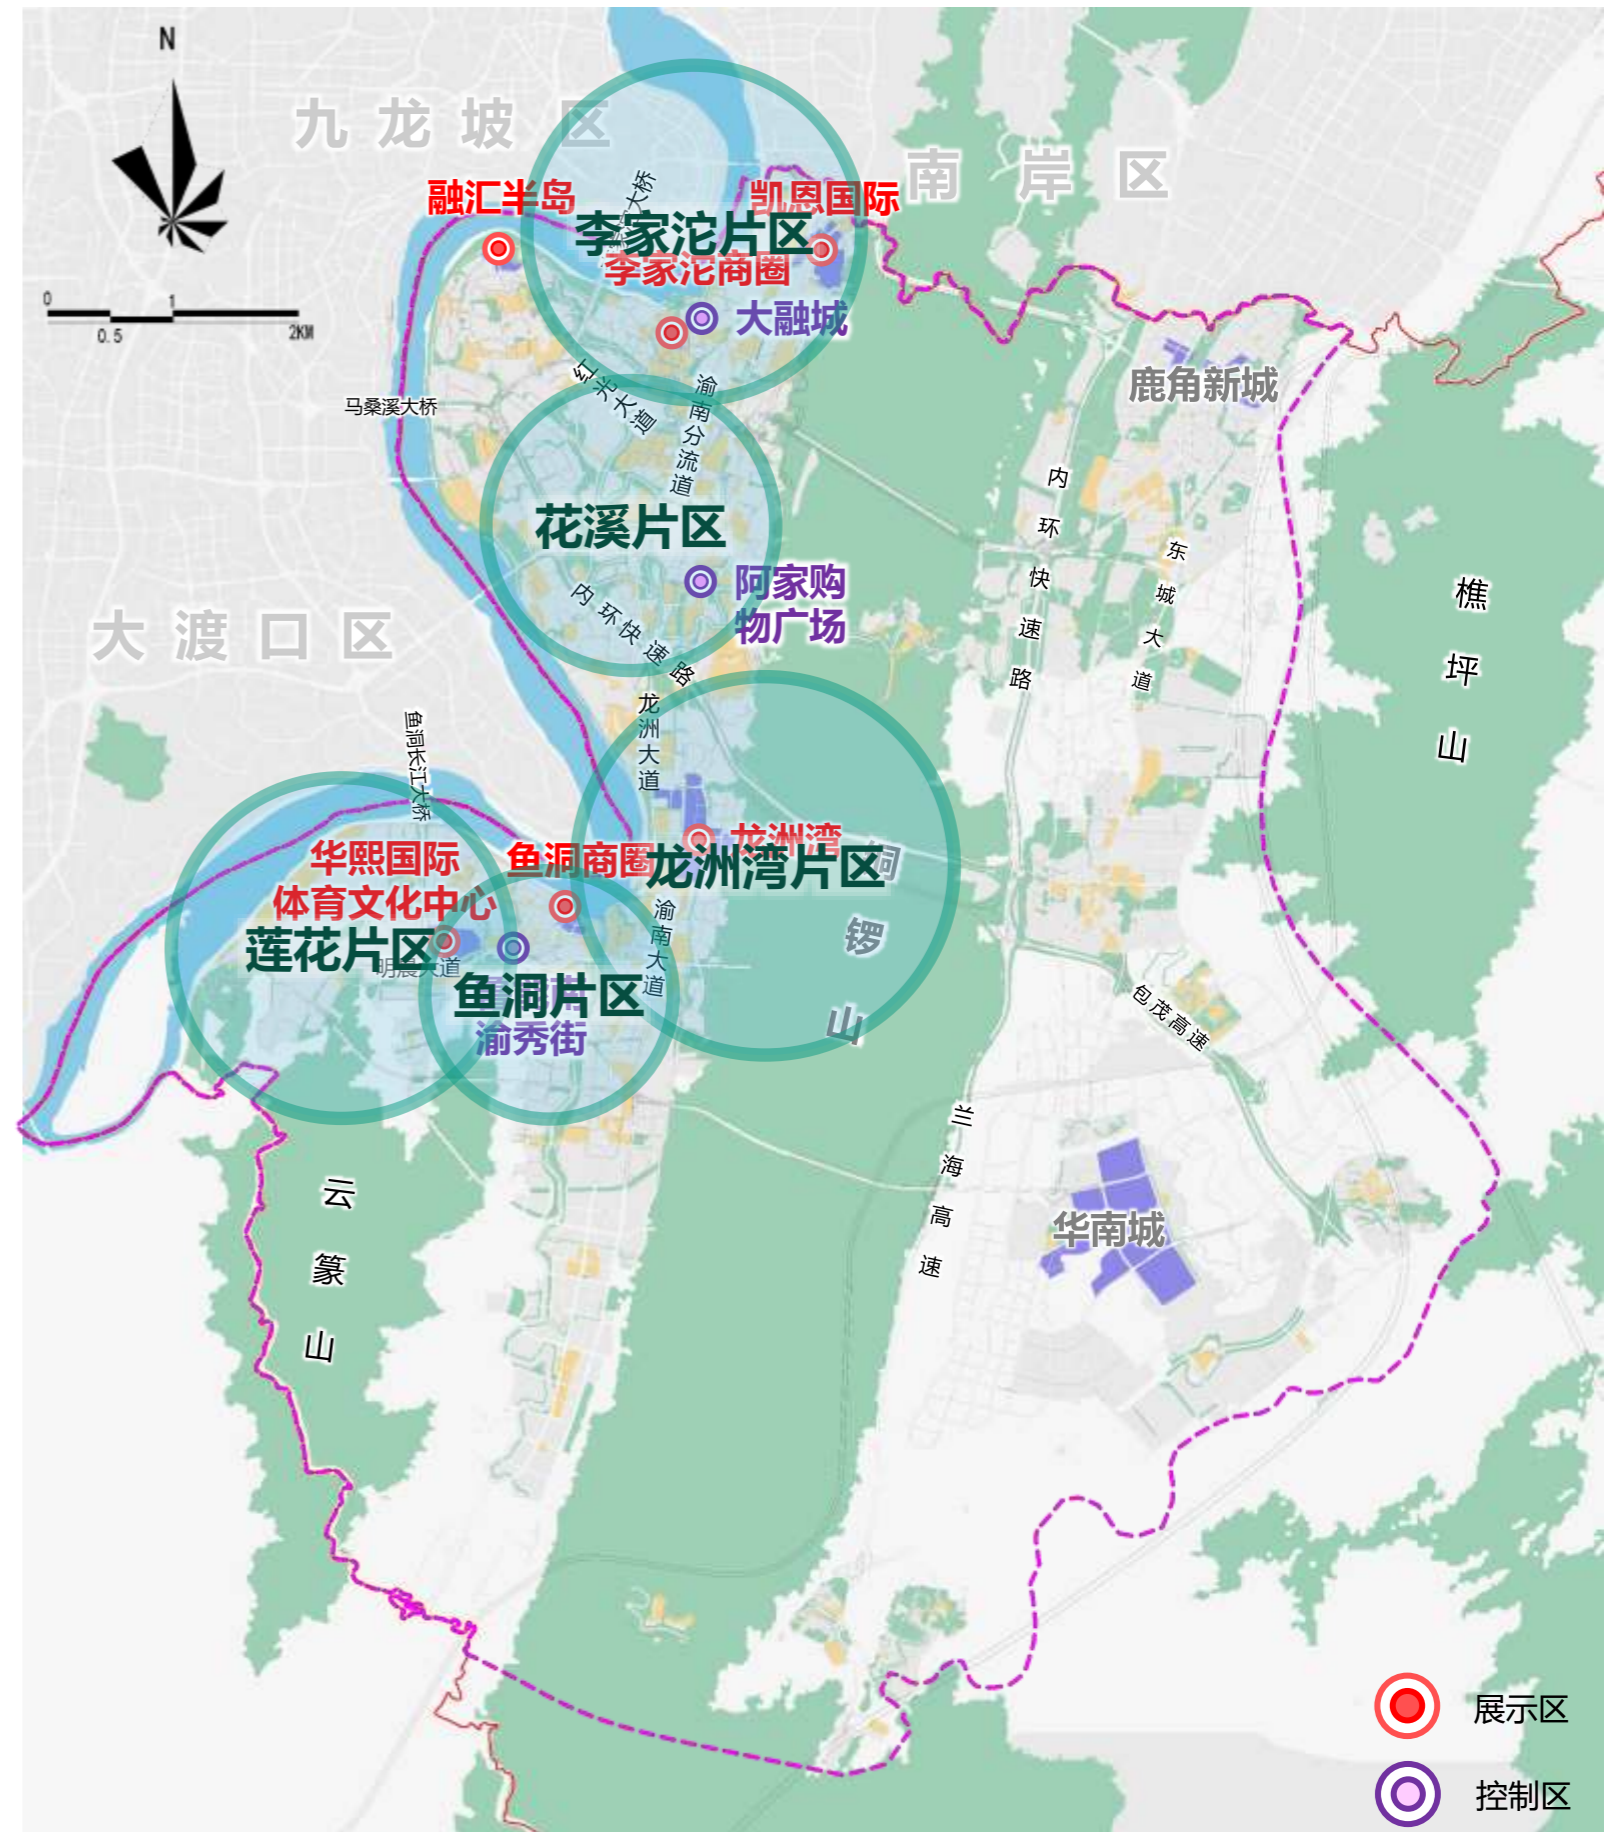 N
九龙坡区
南岸区
融汇半岛
凯恩国际
李家沱片区
李家沱商圈
大融城
0
1
0.5
2KM
马桑溪大桥
红光大道
渝南分流道
鹿角新城
花溪片区
内环快速路
东城大道
阿家购
物广场
内环快速路
樵坪山
大渡口区
龙洲大道
鱼洞长江大桥
华熙国际
体育文化中心
鱼洞商圈
龙洲湾
龙洲湾片区
铜锣山
莲花片区
渝南大道
鱼洞片区
渝秀街
包茂高速
兰海高速
云篆山
华南城
展示区
控制区